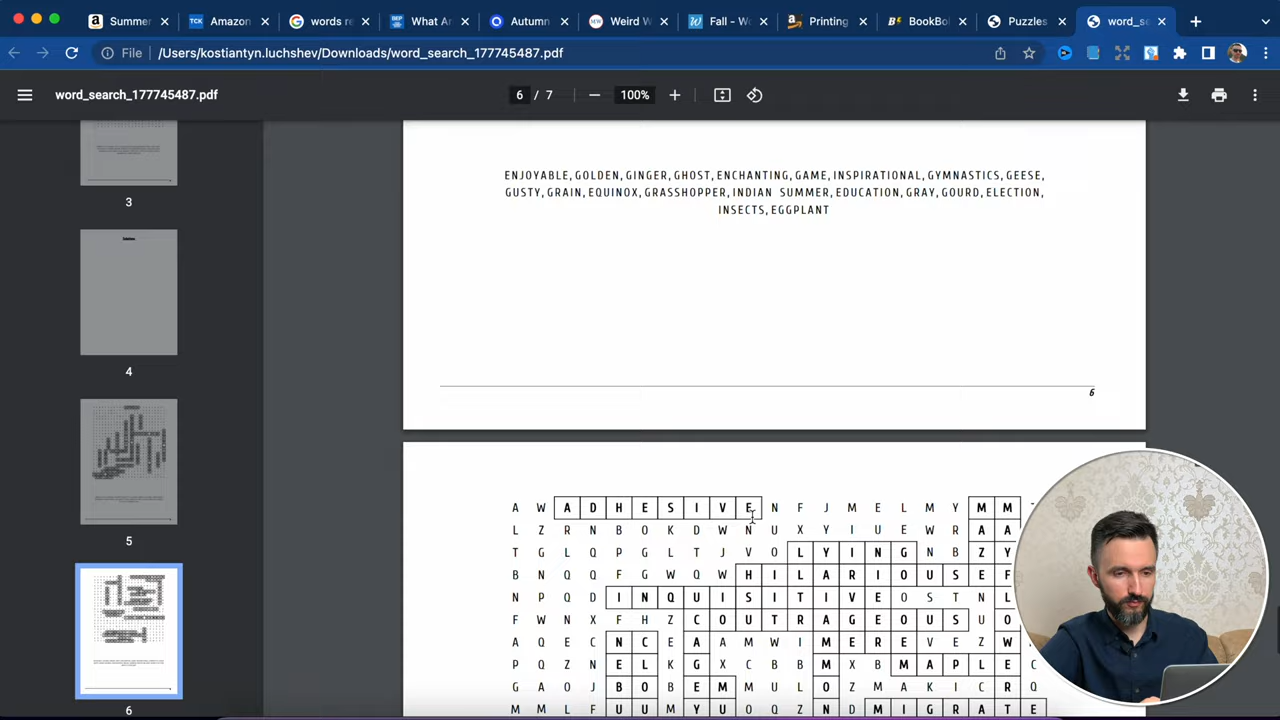 Summer
Amazon
words re
What Ar
Autumn
Weird W
Fall - Wo
Printing
BookBol
Puzzles
word_se
File /Users/kostiantyn.luchshev/Downloads/word_search_177745487.pdf
word_search_177745487.pdf
6 / 7
100%
3
4
5
6
ENJOYABLE, GOLDEN, GINGER, GHOST, ENCHANTING, GAME, INSPIRATIONAL, GYMNASTICS, GEESE,
GUSTY, GRAIN, EQUINOX, GRASSHOPPER, INDIAN SUMMER, EDUCATION, GRAY, GOURD, ELECTION,
INSECTS, EGGPLANT
6
A W A D H E S I V E N F J M E L M Y M M
L Z R N B O K D W N U X Y I U E W R A A
T G L Q P G L T J V O L Y I N G N B Z Y
B N Q Q F G W Q W H I L A R I O U S E F
N P Q D I N Q U I S I T I V E O S T N L
F W N X F H Z C O U T R A G E O U S U O
A Q E C N C E A A M W I M E R E V E Z W
P Q Z N E L K G X C B B M X B M A P L E C
G A O J B O B E M M U L O Z M A K I C R Q
M M L F U U M Y U O Q Z N D M I G R A T E